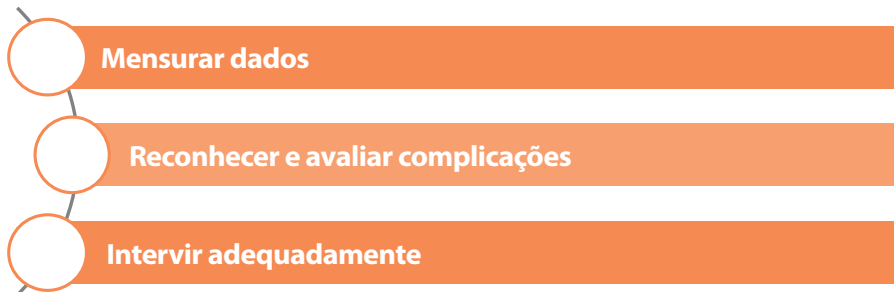 Mensurar dados
Reconhecer e avaliar complicações
Intervir adequadamente